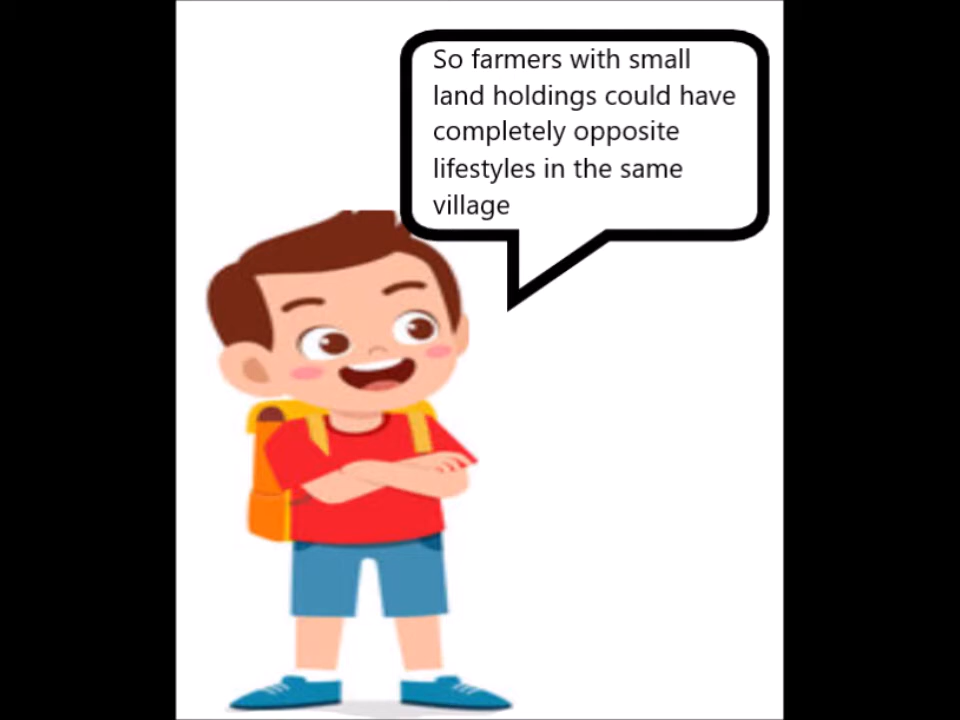 So farmers with small
land holdings could have
completely opposite
lifestyles in the same
village